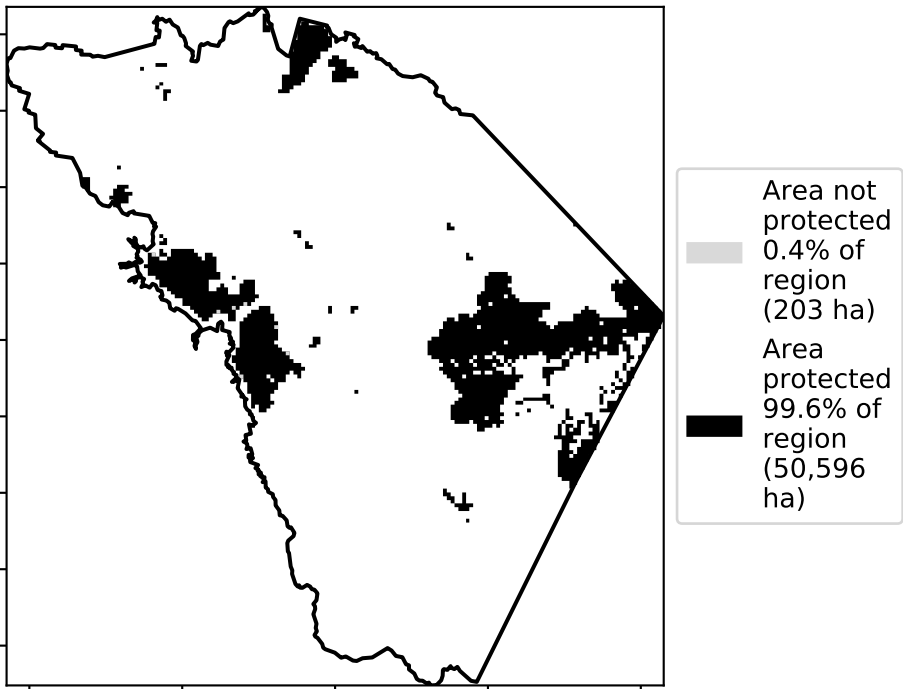 Area not
protected
0.4% of
region
(203 ha)
Area
protected
99.6% of
region
(50,596
ha)